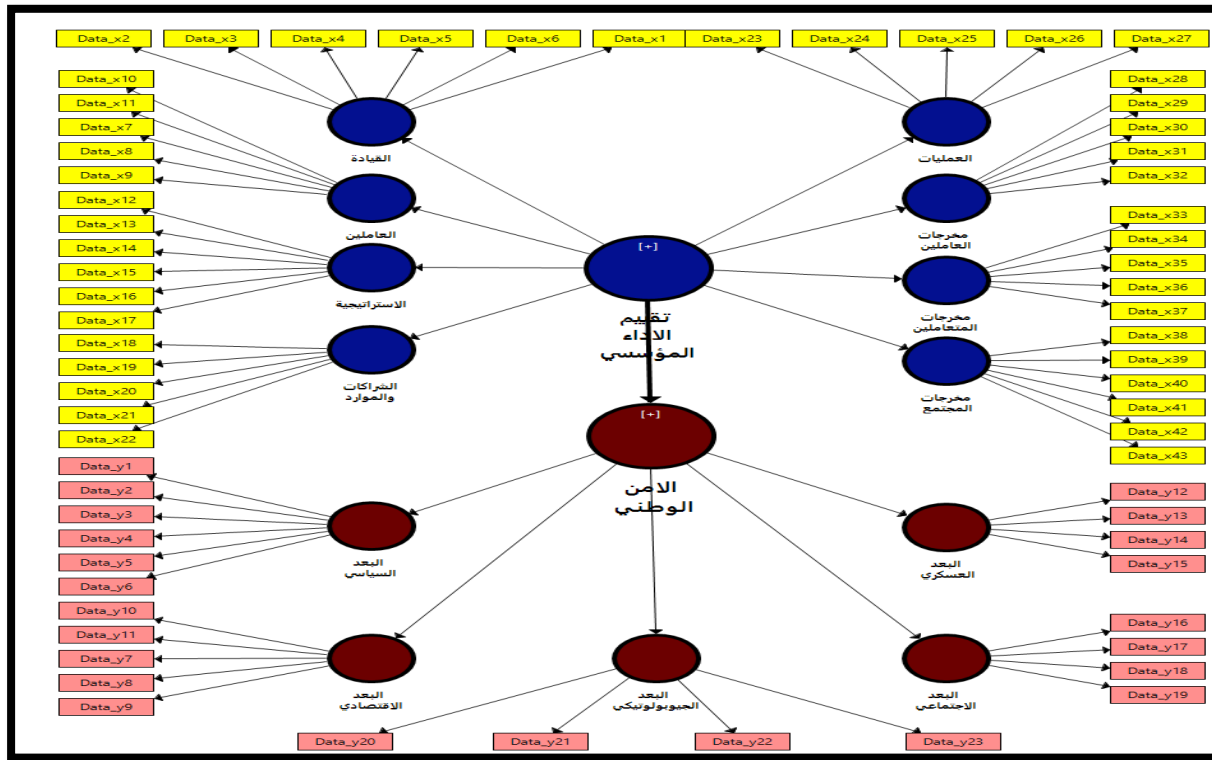 Data_x2
Data_x3
Data_x4
Data_x5
Data_x6
Data_x1
Data_x23
Data_x24
Data_x25
Data_x26
Data_x27
Data_x10
Data_x11
Data_x7
Data_x8
Data_x9
Data_x12
Data_x13
Data_x14
Data_x15
Data_x16
Data_x17
Data_x18
Data_x19
Data_x20
Data_x21
Data_x22
القيادة
العاملين
الاستراتيجية
الشراكات
والموارد
[+]
تقييم
الاداء
المؤسسي
العمليات
مخرجات
العاملين
مخرجات
المتعاملين
مخرجات
المجتمع
Data_x28
Data_x29
Data_x30
Data_x31
Data_x32
Data_x33
Data_x34
Data_x35
Data_x36
Data_x37
Data_x38
Data_x39
Data_x40
Data_x41
Data_x42
Data_x43
[+]
الامن
الوطني
Data_y1
Data_y2
Data_y3
Data_y4
Data_y5
Data_y6
البعد
السياسي
البعد
العسكري
Data_y12
Data_y13
Data_y14
Data_y15
Data_y10
Data_y11
Data_y7
Data_y8
Data_y9
البعد
الاقتصادي
البعد
الجيوبولوتيكي
البعد
الاجتماعي
Data_y16
Data_y17
Data_y18
Data_y19
Data_y20
Data_y21
Data_y22
Data_y23